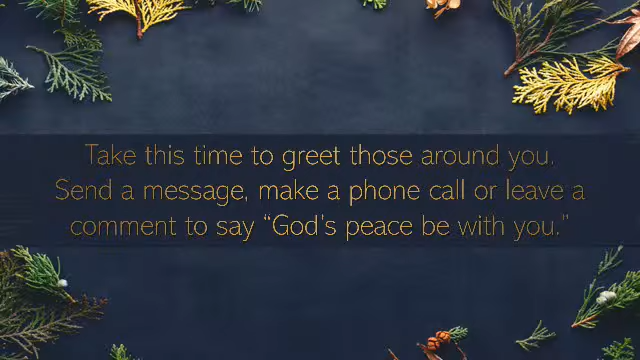 Take this time to greet those around you.
Send a message, make a phone call or leave a
comment to say “God’s peace be with you.”